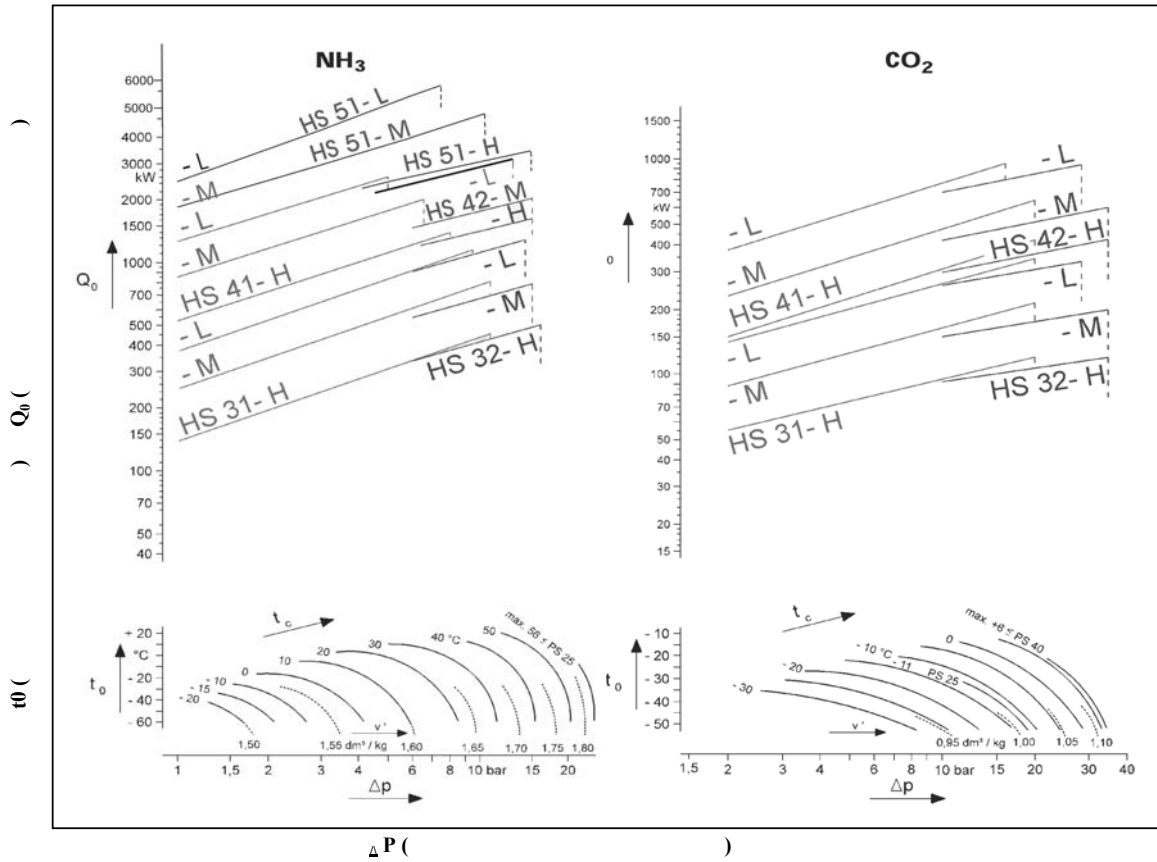 NH₃
CO₂
6000
5000
4000
3000
kW
2000
1500
1000
Q₀
700
500
400
300
200
150
100
70
50
40
HS 51- L
HS 51- M
HS 51- H
- L
- L
- M
HS 42- M
- L
- H
- M
HS 41- H
- L
- L
- M
- M
HS 32- H
HS 31- H
1500
1000
700
kW
500
400
300
0
200
150
100
70
50
40
30
20
15
- L
- L
- M
- M
HS 42- H
HS 41- H
- L
- L
- M
- M
HS 32- H
HS 31- H
)
Q₀ (
)
t0 (
t c
+ 20
°C
0
t₀
- 20
- 40
- 60
- 20
- 15
- 10
0
10
20
30
40 °C
50
max. 56 ≤ PS 25
v'
1,50
1,55 dm³ / kg
1,60
1,65
1,70
1,75
1,80
1
1,5
2
3
4
6
8
10 bar
15
20
Δp
t c
- 10
- 20
t₀
- 30
- 40
- 50
- 30
- 20
- 10 °C
- 11
PS 25
0
max. +6 ≤ PS 40
v'
0,95 dm³ / kg
1,00
1,05
1,10
1,5
2
3
4
6
8
10 bar
15
20
30
40
Δp
Δ P (
)